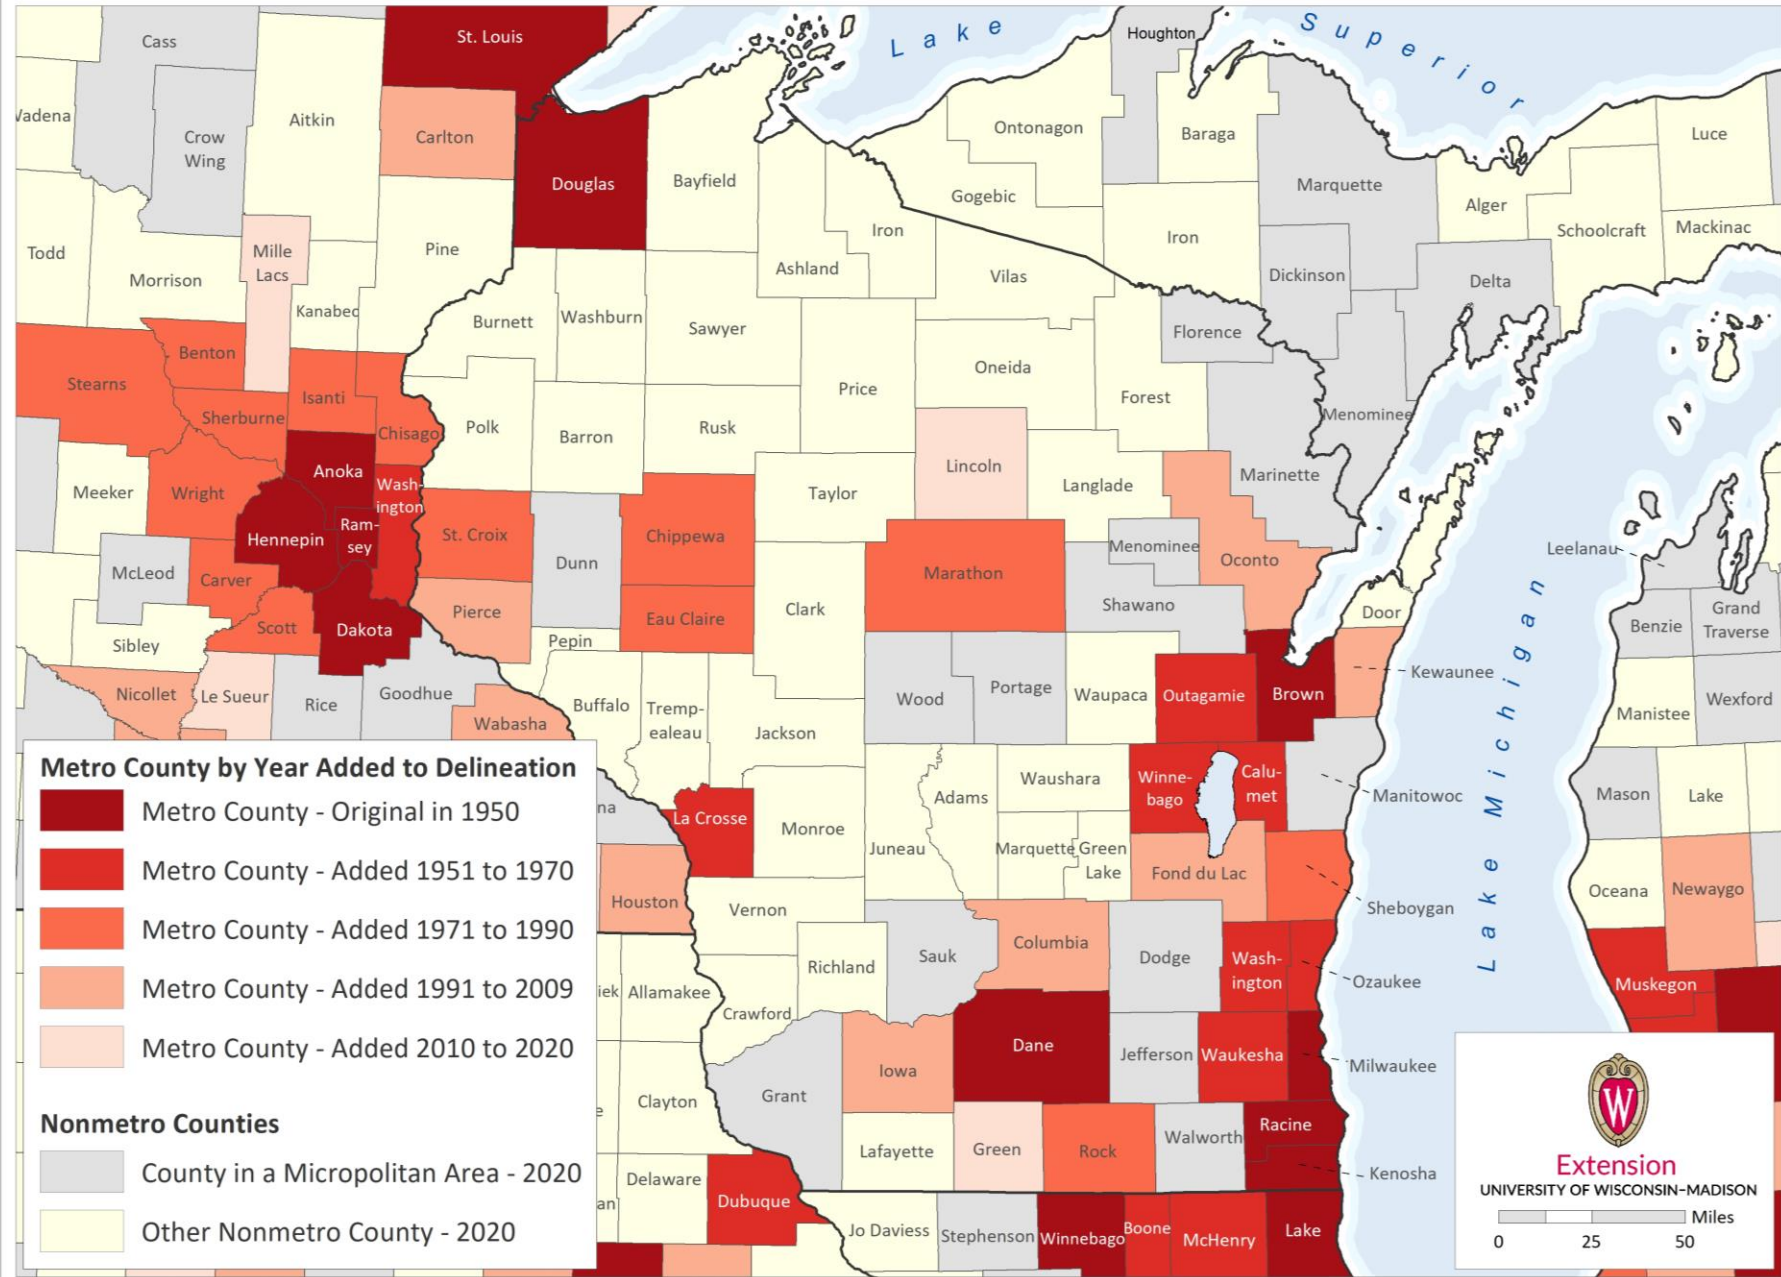 Cass
St. Louis
Lake
Superior
Houghton
Crow
Wing
Aitkin
Carlton
Douglas
Bayfield
Ontonagon
Baraga
Luce
Marquette
Gogebic
Alger
Schoolcraft
Mackinac
Todd
Morrison
Mille
Lacs
Pine
Kanabec
Iron
Ashland
Iron
Vilas
Dickinson
Delta
Burnett
Washburn
Sawyer
Florence
Benton
Stearns
Isanti
Sherburne
Chisago
Polk
Barron
Rusk
Price
Oneida
Forest
Menominee
Anoka
Wash-
ington
Meeker
Wright
Lincoln
Langlade
Marinette
Taylor
Hennepin
Ram-
sey
St. Croix
Chippewa
Dunn
Menominee
Oconto
Leelanau
McLeod
Carver
Marathon
Shawano
Door
Grand
Traverse
Benzie
Scott
Dakota
Pierce
Eau Claire
Clark
Sibley
Pepin
Nicollet
Le Sueur
Rice
Goodhue
Wabasha
Buffalo
Tremp-
ealeau
Jackson
Wood
Portage
Waupaca
Outagamie
Brown
Kewaunee
Lake Michigan
Manistee
Wexford
Waushara
Winne-
bago
Calu-
met
Manitowoc
Mason
Lake
La Crosse
Monroe
Juneau
Adams
Marquette
Green
Lake
Fond du Lac
Sheboygan
Oceana
Newaygo
Houston
Vernon
Richland
Sauk
Columbia
Dodge
Wash-
ington
Ozaukee
Muskegon
Allamakee
Crawford
Iowa
Dane
Jefferson
Waukesha
Milwaukee
Clayton
Grant
Lafayette
Green
Rock
Walworth
Racine
Kenosha
Delaware
Dubuque
Jo Daviess
Stephenson
Winnebago
Boone
McHenry
Lake
Metro County by Year Added to Delineation
Metro County - Original in 1950
Metro County - Added 1951 to 1970
Metro County - Added 1971 to 1990
Metro County - Added 1991 to 2009
Metro County - Added 2010 to 2020
Nonmetro Counties
County in a Micropolitan Area - 2020
Other Nonmetro County - 2020
W
Extension
UNIVERSITY OF WISCONSIN–MADISON
Miles
0 25 50